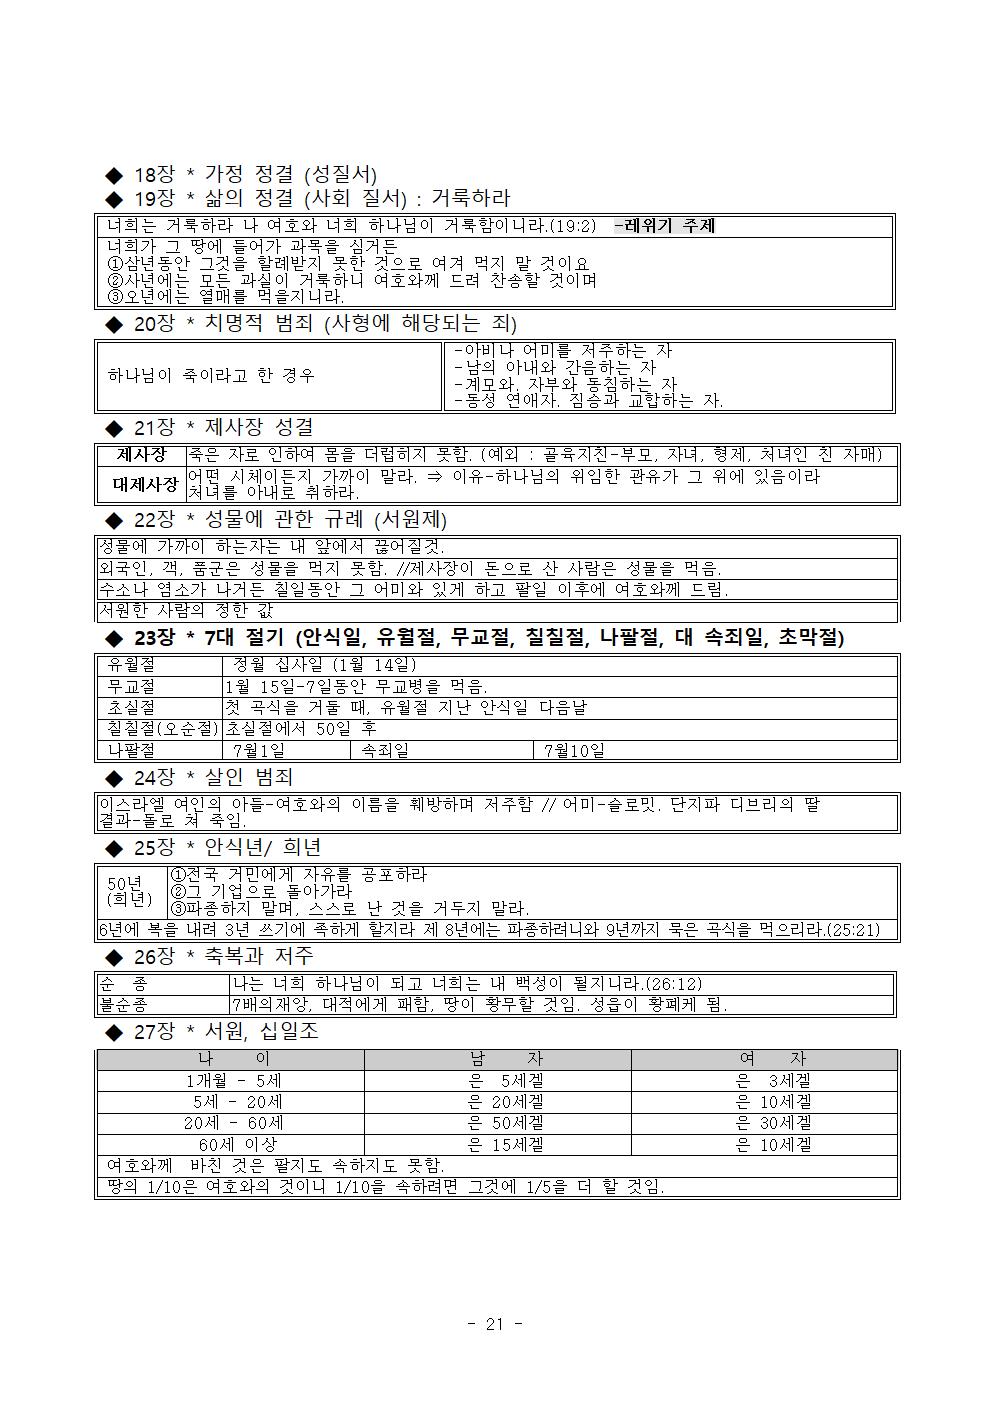 ◆ 18장 * 가정 정결 (성질서)
◆ 19장 * 삶의 정결 (사회 질서) : 거룩하라
너희는 거룩하라 나 여호와 너희 하나님이 거룩함이니라.(19:2) -레위기 주제
너희가 그 땅에 들어가 과목을 심거든
①삼년동안 그것을 할례받지 못한 것으로 여겨 먹지 말 것이요
②사년에는 모든 과실이 거룩하니 여호와께 드려 찬송할 것이며
③오년에는 열매를 먹을지니라.
◆ 20장 * 치명적 범죄 (사형에 해당되는 죄)
하나님이 죽이라고 한 경우
-아비나 어미를 저주하는 자
-남의 아내와 간음하는 자
-계모와, 자부와 동침하는 자
-동성 연애자. 짐승과 교합하는 자.
◆ 21장 * 제사장 성결
제사장 죽은 자로 인하여 몸을 더럽히지 못함. (예외 : 골육지친-부모, 자녀, 형제, 처녀인 친 자매)
대제사장 어떤 시체이든지 가까이 말라. ⇒ 이유-하나님의 위임한 관유가 그 위에 있음이라
처녀를 아내로 취하라.
◆ 22장 * 성물에 관한 규례 (서원제)
성물에 가까이 하는자는 내 앞에서 끊어질것.
외국인, 객, 품군은 성물을 먹지 못함. //제사장이 돈으로 산 사람은 성물을 먹음.
수소나 염소가 나거든 칠일동안 그 어미와 있게 하고 팔일 이후에 여호와께 드림.
서원한 사람의 정한 값
◆ 23장 * 7대 절기 (안식일, 유월절, 무교절, 칠칠절, 나팔절, 대 속죄일, 초막절)
유월절 정월 십사일 (1월 14일)
무교절 1월 15일-7일동안 무교병을 먹음.
초실절 첫 곡식을 거둘 때, 유월절 지난 안식일 다음날
칠칠절(오순절) 초실절에서 50일 후
나팔절 7월1일 속죄일 7월10일
◆ 24장 * 살인 범죄
이스라엘 여인의 아들-여호와의 이름을 훼방하며 저주함 // 어미-슬로밋. 단지파 디브리의 딸
결과-돌로 쳐 죽임.
◆ 25장 * 안식년/ 희년
50년
(희년)
①전국 거민에게 자유를 공포하라
②그 기업으로 돌아가라
③파종하지 말며, 스스로 난 것을 거두지 말라.
6년에 복을 내려 3년 쓰기에 족하게 할지라 제 8년에는 파종하려니와 9년까지 묵은 곡식을 먹으리라.(25:21)
◆ 26장 * 축복과 저주
순 종 나는 너희 하나님이 되고 너희는 내 백성이 될지니라.(26:12)
불순종 7배의재앙, 대적에게 패함, 땅이 황무할 것임. 성읍이 황폐케 됨.
◆ 27장 * 서원, 십일조
나 이 남 자 여 자
1개월 - 5세 은 5세겔 은 3세겔
5세 - 20세 은 20세겔 은 10세겔
20세 - 60세 은 50세겔 은 30세겔
60세 이상 은 15세겔 은 10세겔
여호와께 바친 것은 팔지도 속하지도 못함.
땅의 1/10은 여호와의 것이니 1/10을 속하려면 그것에 1/5을 더 할 것임.
- 21 -